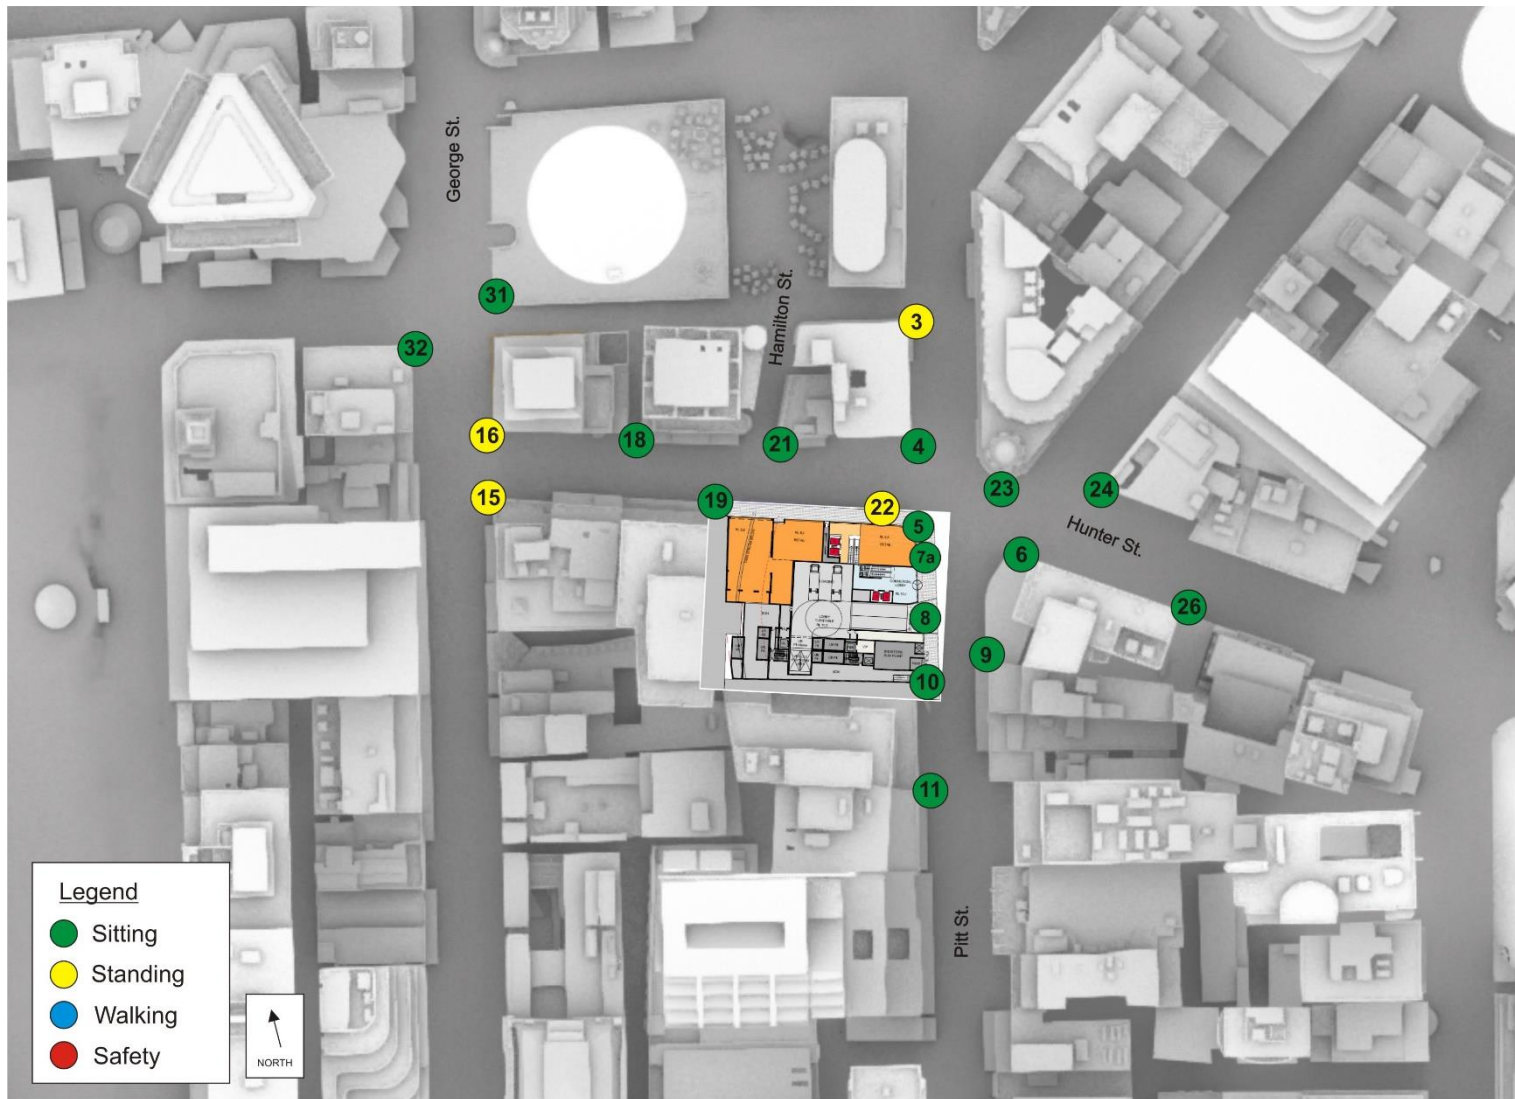 George St.
31
Hamilton St.
3
32
16
18
21
4
15
19
22
23
24
Hunter St.
5
7a
6
8
26
9
10
11
Pitt St.
Legend
Sitting
Standing
Walking
Safety
NORTH